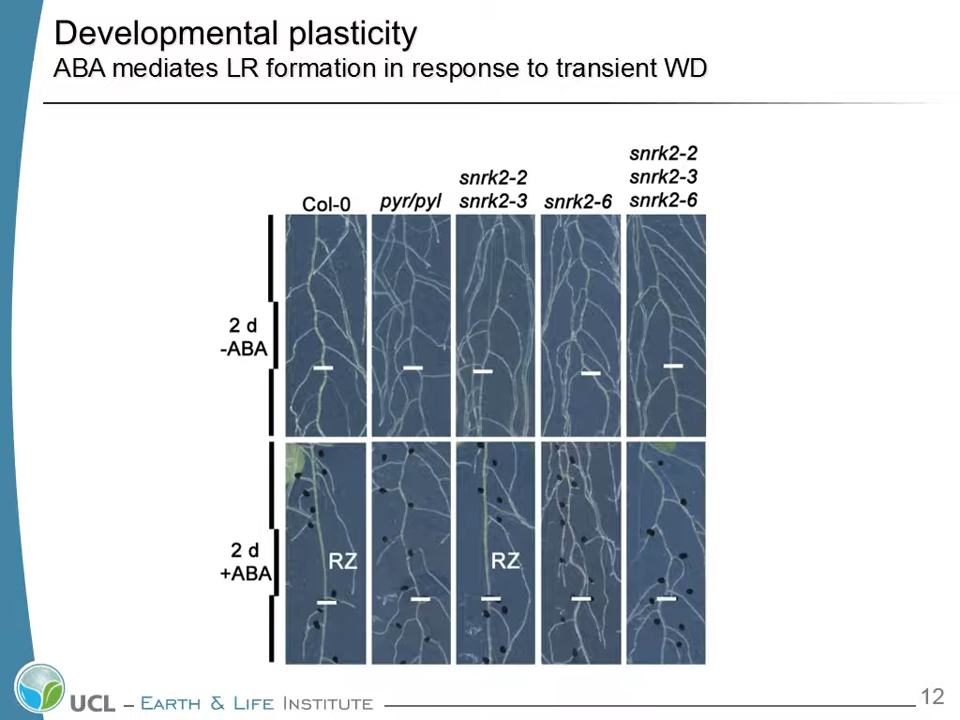 Developmental plasticity
ABA mediates LR formation in response to transient WD
Col-0
pyr/pyl
snrk2-2
snrk2-3
snrk2-6
snrk2-2
snrk2-3
snrk2-6
2 d
-ABA
2 d
+ABA
RZ
RZ
UCL – EARTH & LIFE INSTITUTE
12